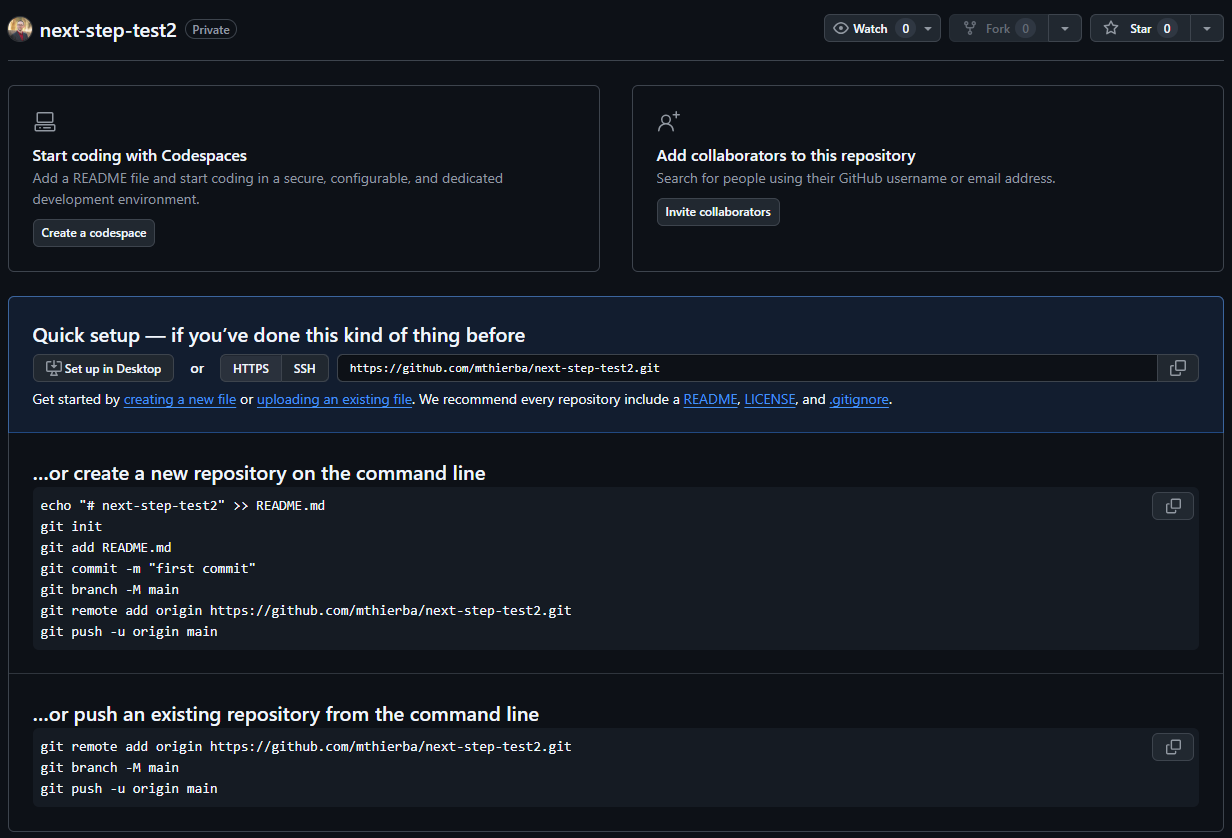 next-step-test2 Private
Watch 0
Fork 0
Star 0
Start coding with Codespaces
Add a README file and start coding in a secure, configurable, and dedicated
development environment.
Create a codespace
Add collaborators to this repository
Search for people using their GitHub username or email address.
Invite collaborators
Quick setup — if you’ve done this kind of thing before
Set up in Desktop or HTTPS SSH https://github.com/mthierba/next-step-test2.git
Get started by creating a new file or uploading an existing file. We recommend every repository include a README, LICENSE, and .gitignore.
…or create a new repository on the command line
echo "# next-step-test2" >> README.md
git init
git add README.md
git commit -m "first commit"
git branch -M main
git remote add origin https://github.com/mthierba/next-step-test2.git
git push -u origin main
…or push an existing repository from the command line
git remote add origin https://github.com/mthierba/next-step-test2.git
git branch -M main
git push -u origin main